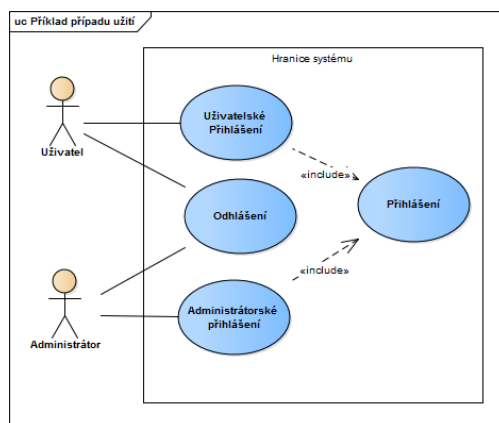 uc Příklad případu užití
Hranice systému
Uživatelské
Přihlášení
Uživatel
«include»
Přihlášení
Odhlášení
«include»
Administrátorské
přihlášení
Administrátor